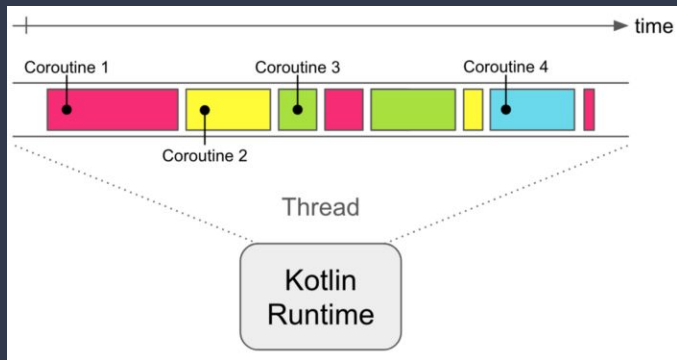 time
Coroutine 1
Coroutine 3
Coroutine 4
Coroutine 2
Thread
Kotlin
Runtime